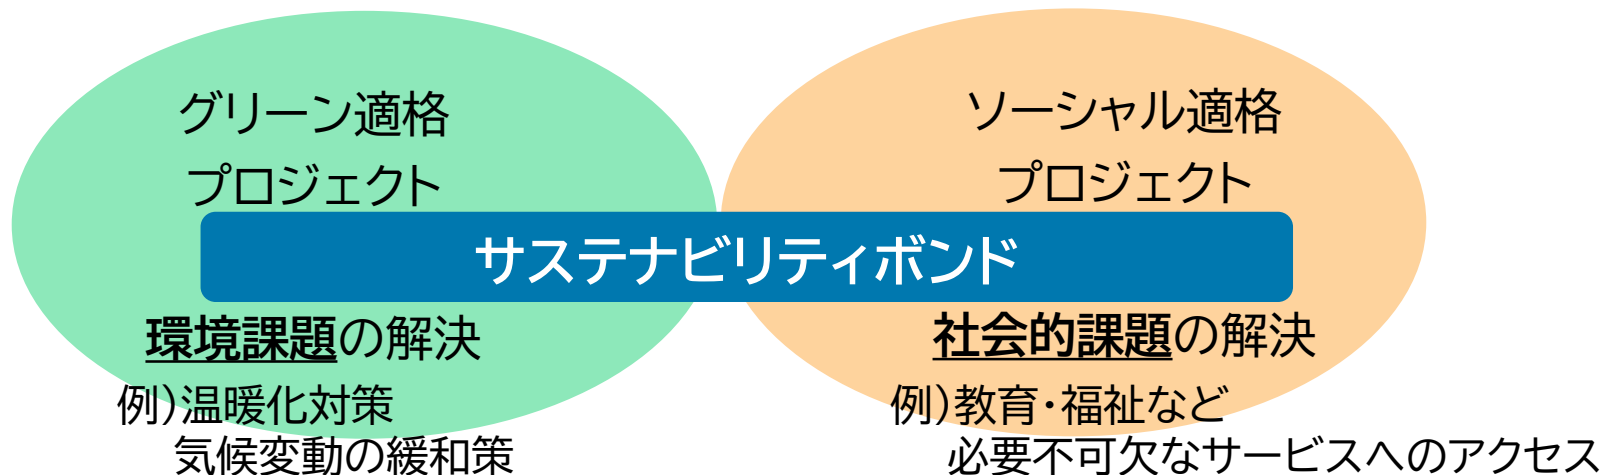 グリーン適格
プロジェクト
ソーシャル適格
プロジェクト
サステナビリティボンド
環境課題の解決
例)温暖化対策
気候変動の緩和策
社会的課題の解決
例)教育・福祉など
必要不可欠なサービスへのアクセス